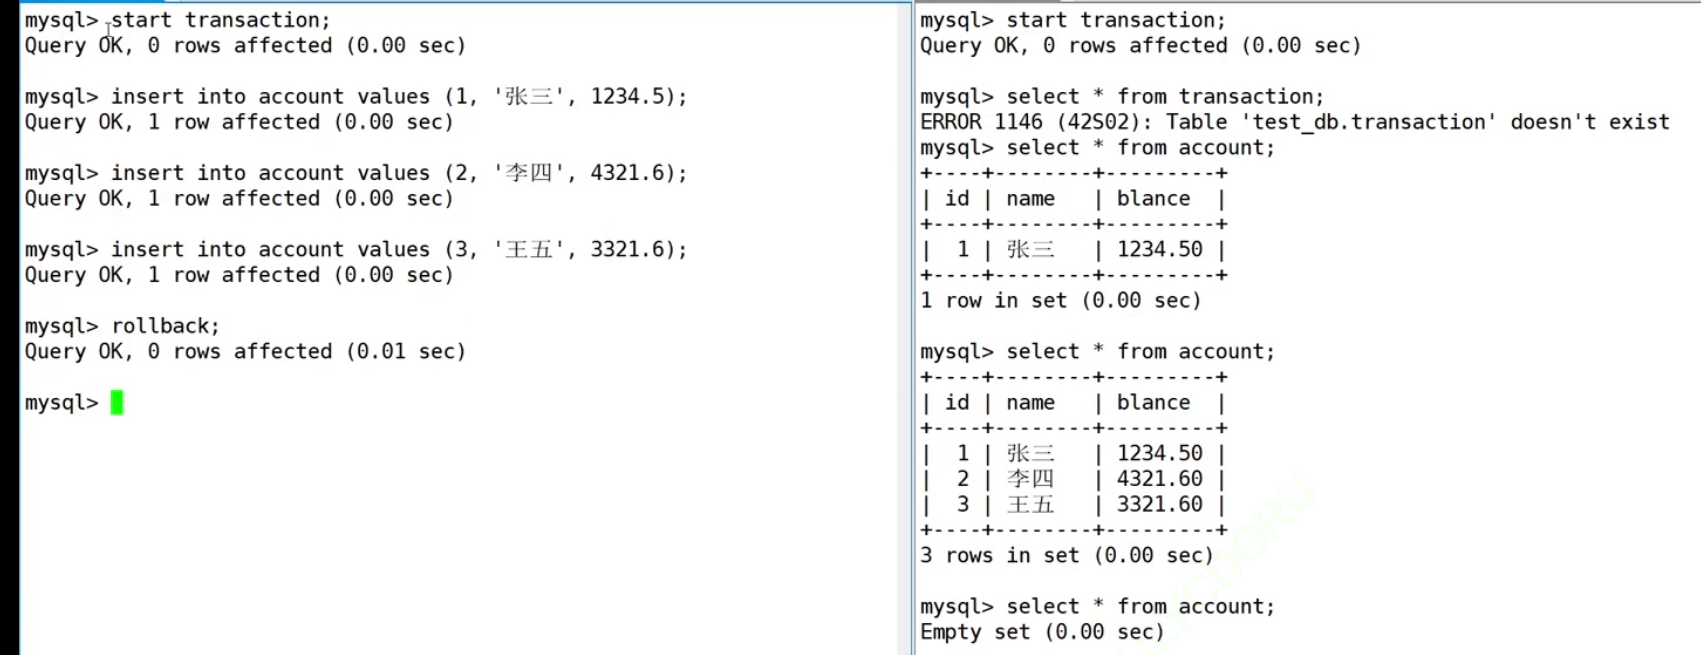 mysql> start transaction;
Query OK, 0 rows affected (0.00 sec)
mysql> insert into account values (1, '张三', 1234.5);
Query OK, 1 row affected (0.00 sec)
mysql> insert into account values (2, '李四', 4321.6);
Query OK, 1 row affected (0.00 sec)
mysql> insert into account values (3, '王五', 3321.6);
Query OK, 1 row affected (0.00 sec)
mysql> rollback;
Query OK, 0 rows affected (0.01 sec)
mysql>
mysql> start transaction;
Query OK, 0 rows affected (0.00 sec)
mysql> select * from transaction;
ERROR 1146 (42S02): Table 'test_db.transaction' doesn't exist
mysql> select * from account;
+----+--------+---------+
| id | name   | blance  |
+----+--------+---------+
|  1 | 张三   | 1234.50 |
+----+--------+---------+
1 row in set (0.00 sec)
mysql> select * from account;
+----+--------+---------+
| id | name   | blance  |
+----+--------+---------+
|  1 | 张三   | 1234.50 |
|  2 | 李四   | 4321.60 |
|  3 | 王五   | 3321.60 |
+----+--------+---------+
3 rows in set (0.00 sec)
mysql> select * from account;
Empty set (0.00 sec)